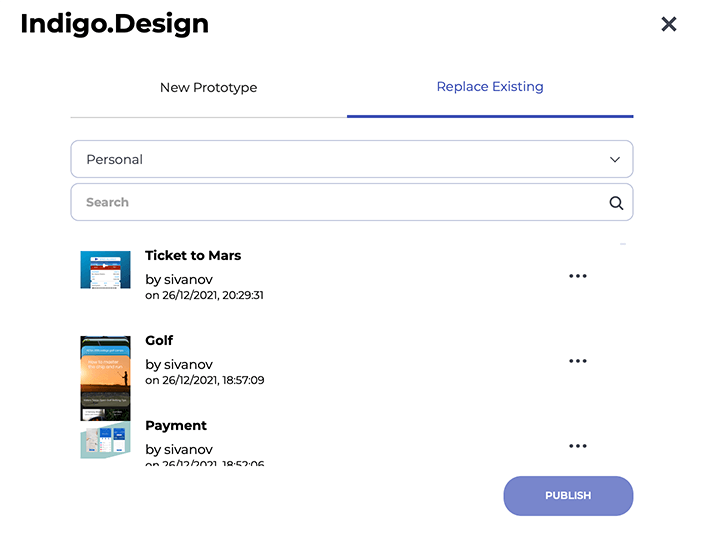 Indigo.Design
New Prototype
Replace Existing
Personal
Search
Ticket to Mars
by sivanov
on 26/12/2021, 20:29:31
Golf
by sivanov
on 26/12/2021, 18:57:09
Payment
by sivanov
on 26/12/2021, 18:52:06
PUBLISH